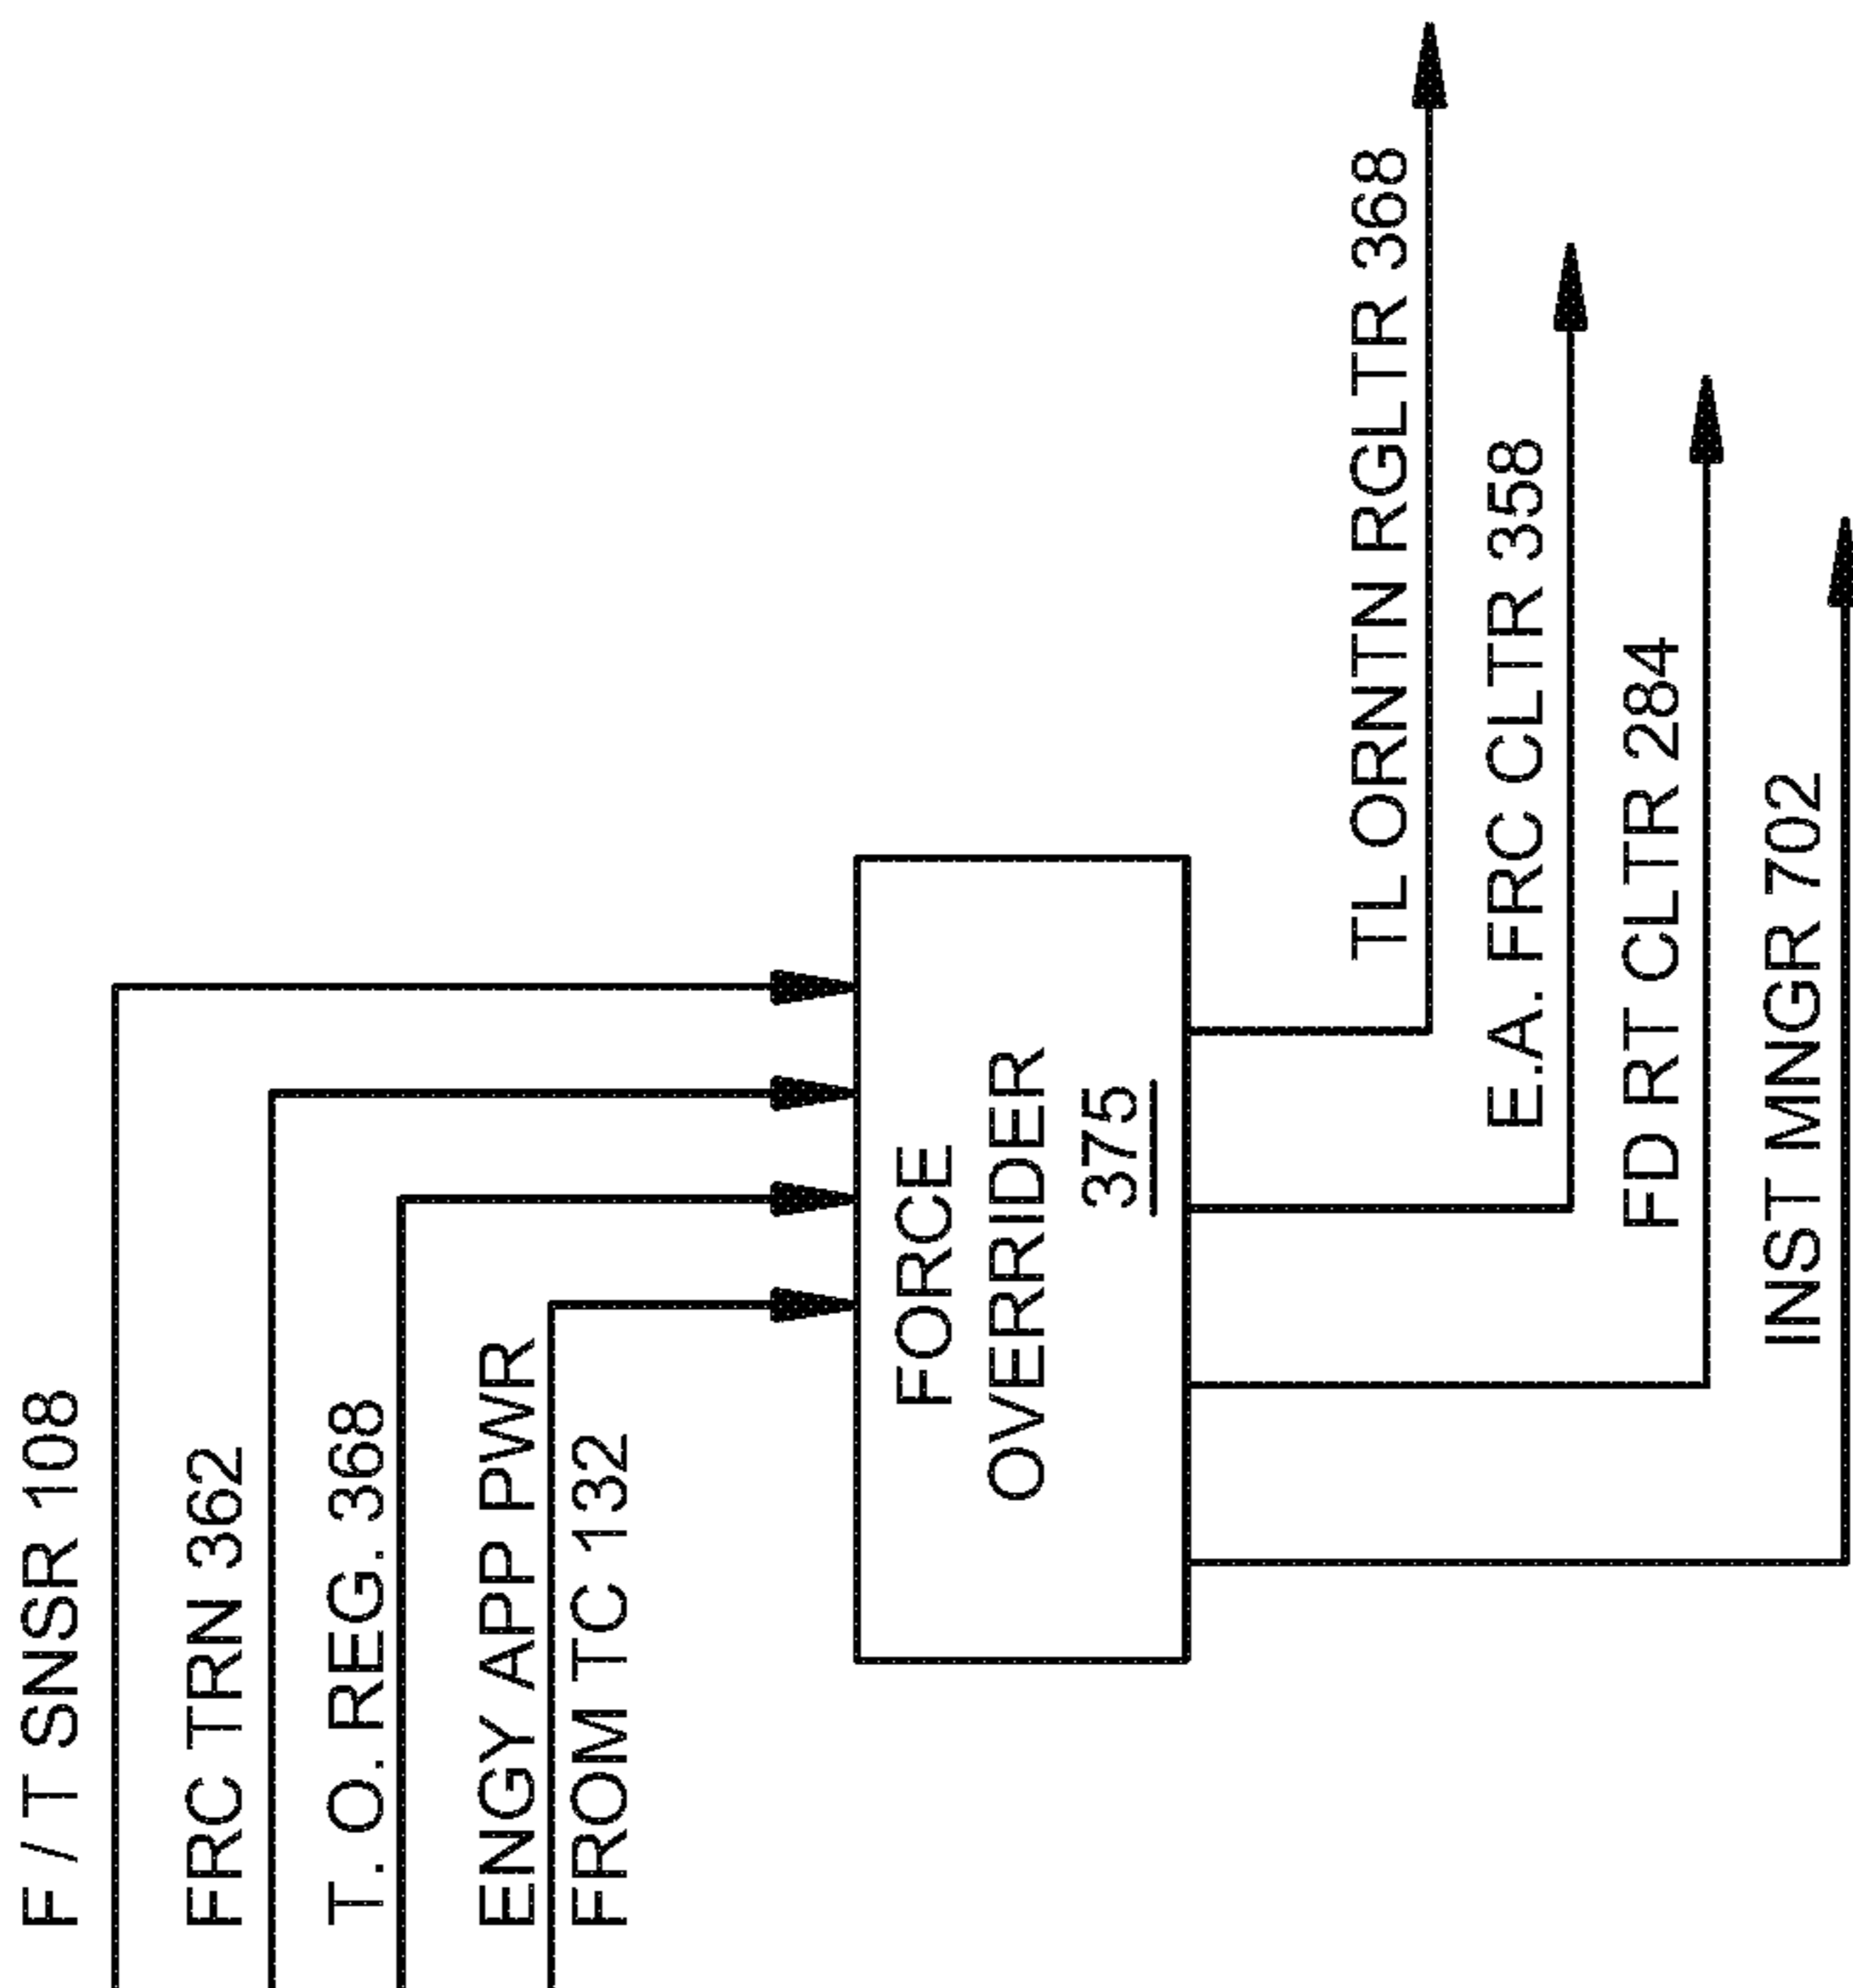 F / T SNSR 108
FRC TRN 362
T. O. REG. 368
ENGY APP PWR
FROM TC 132
FORCE
OVERRIDER
375
TL ORNTN RGLTR 368
E.A. FRC CLTR 358
FD RT CLTR 284
INST MNGR 702